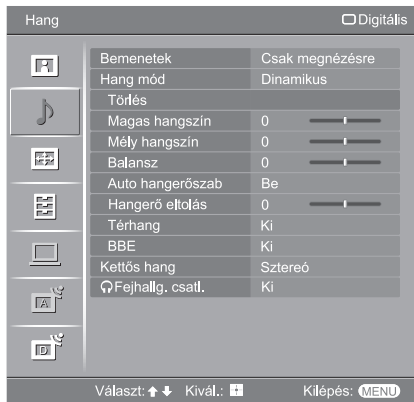 Hang Digitális
Bemenetek Csak megnézésre
Hang mód Dinamikus
Törlés
Magas hangszín 0
Mély hangszín 0
Balansz 0
Auto hangerőszab Be
Hangerő eltolás 0
Térhang Ki
BBE Ki
Kettős hang Sztereó
Fejhallg. csatl. Ki
A
D
Választ: Kivál.: Kilépés: MENU